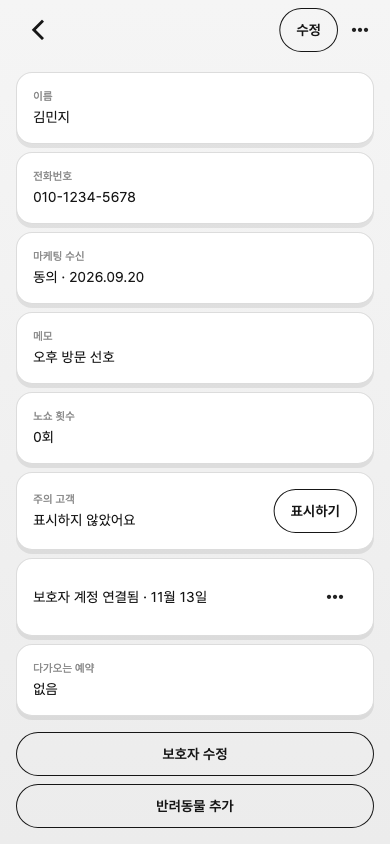 수정
이름
김민지
전화번호
010-1234-5678
마케팅 수신
동의 · 2026.09.20
메모
오후 방문 선호
노쇼 횟수
0회
주의 고객
표시하지 않았어요
표시하기
보호자 계정 연결됨 · 11월 13일
다가오는 예약
없음
보호자 수정
반려동물 추가